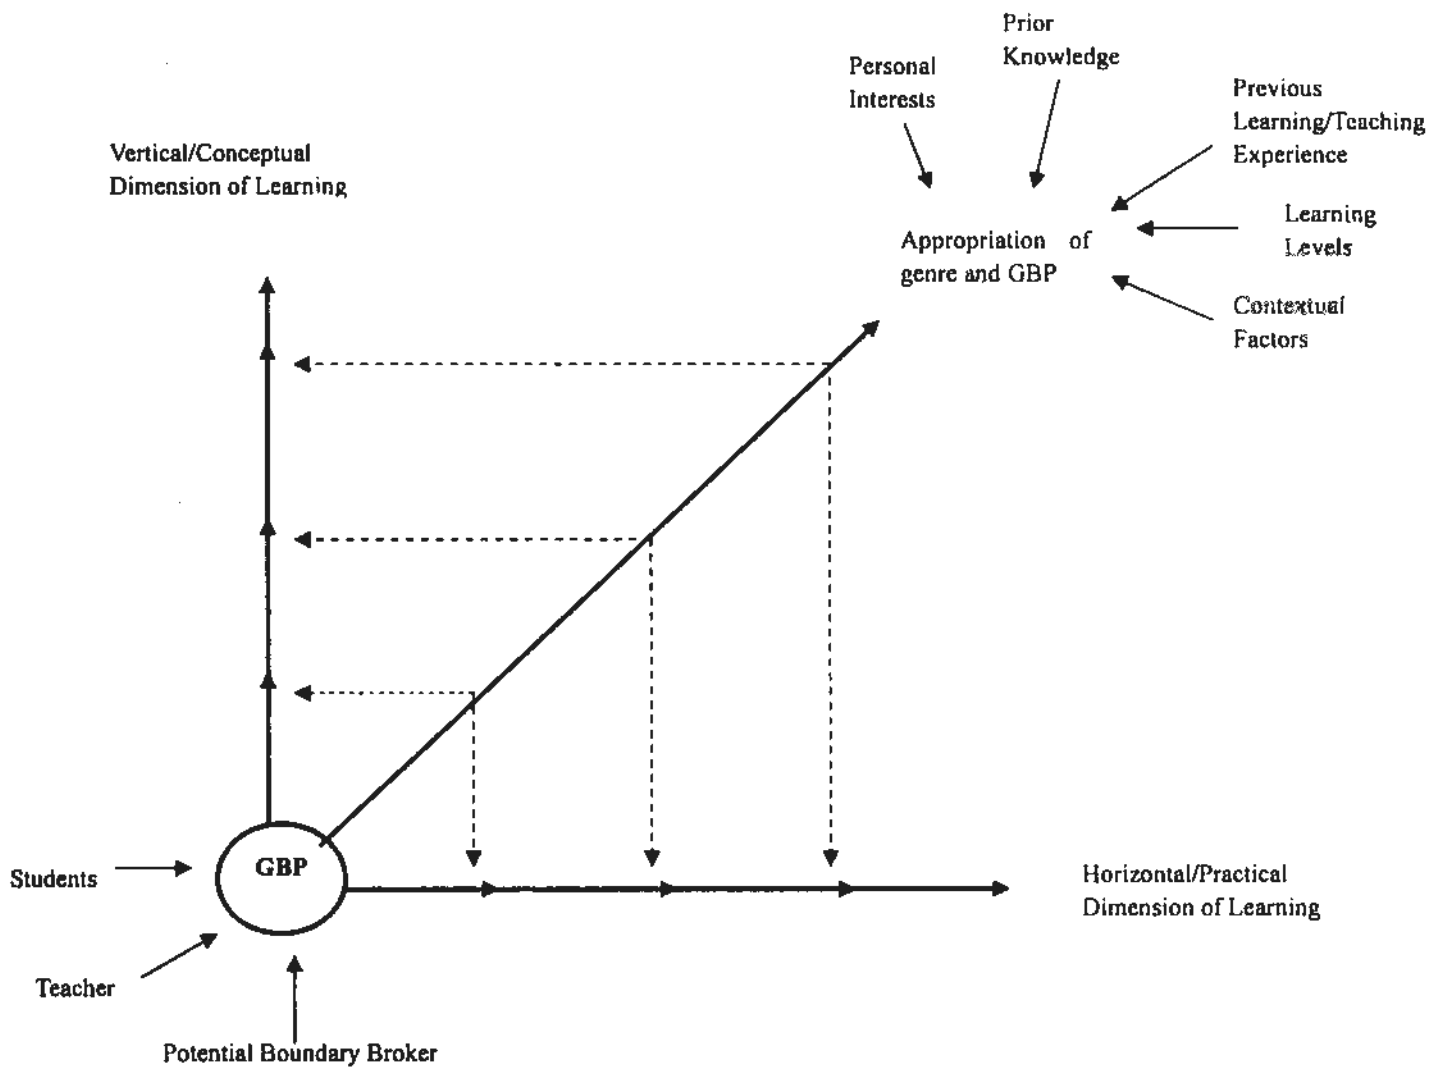 Prior
Knowledge
Personal
Interests
Previous
Learning/Teaching
Experience
Vertical/Conceptual
Dimension of Learning
Learning
Levels
Appropriation of
genre and GBP
Contextual
Factors
GBP
Students
Horizontal/Practical
Dimension of Learning
Teacher
Potential Boundary Broker